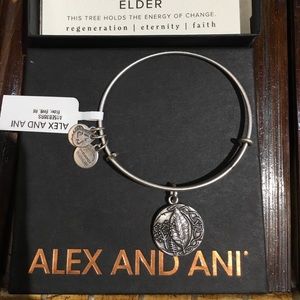 ELDER
THIS TREE HOLDS THE ENERGY OF CHANGE.
regeneration | eternity | faith
ALEX AND ANI
ALEX AND ANI®